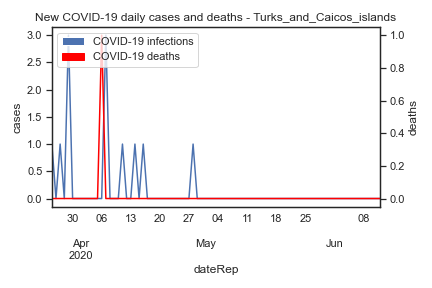 New COVID-19 daily cases and deaths - Turks_and_Caicos_islands
COVID-19 infections
COVID-19 deaths
3.0
2.5
2.0
1.5
1.0
0.5
0.0
cases
1.0
0.8
0.6
0.4
0.2
0.0
deaths
30 06 13 20 27 04 11 18 25 08
Apr May Jun
2020
dateRep